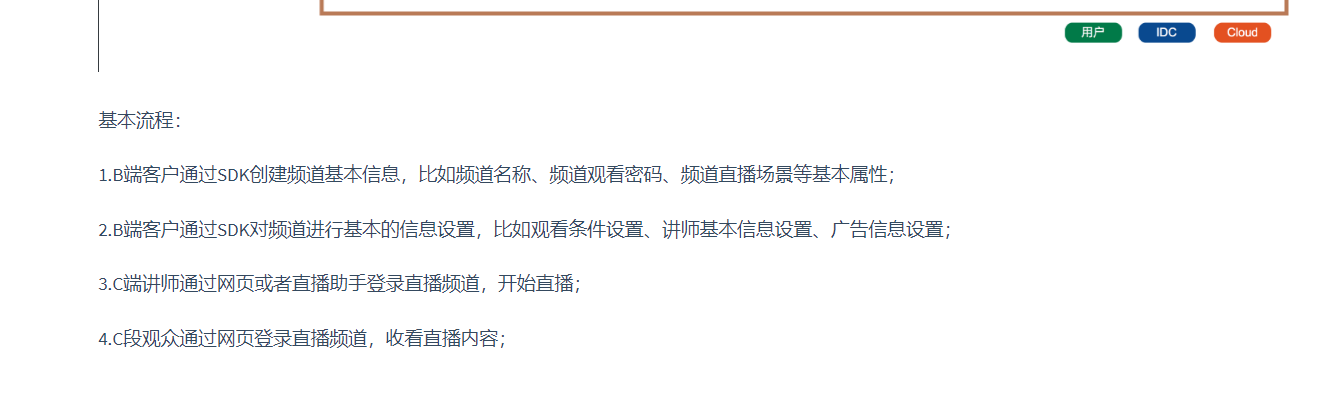 用户 IDC Cloud
基本流程：
1.B端客户通过SDK创建频道基本信息，比如频道名称、频道观看密码、频道直播场景等基本属性；
2.B端客户通过SDK对频道进行基本的信息设置，比如观看条件设置、讲师基本信息设置、广告信息设置；
3.C端讲师通过网页或者直播助手登录直播频道，开始直播；
4.C段观众通过网页登录直播频道，收看直播内容；